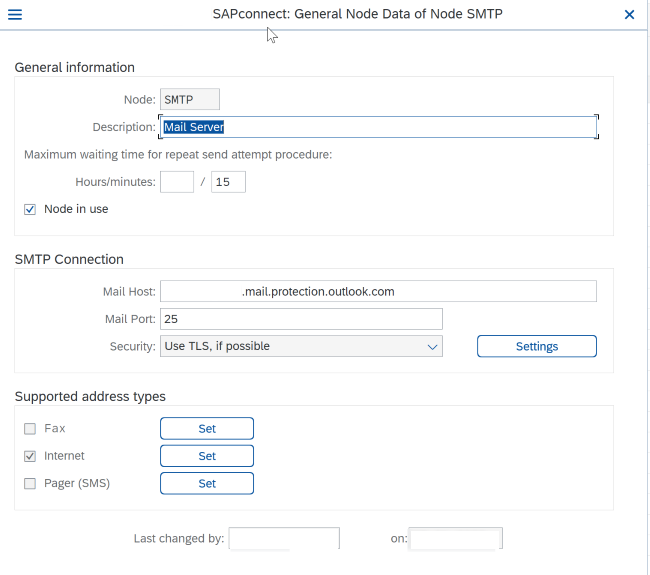 SAPconnect: General Node Data of Node SMTP
General information
Node: SMTP
Description: Mail Server
Maximum waiting time for repeat send attempt procedure:
Hours/minutes: / 15
Node in use
SMTP Connection
Mail Host: .mail.protection.outlook.com
Mail Port: 25
Security: Use TLS, if possible Settings
Supported address types
Fax Set
Internet Set
Pager (SMS) Set
Last changed by: on: